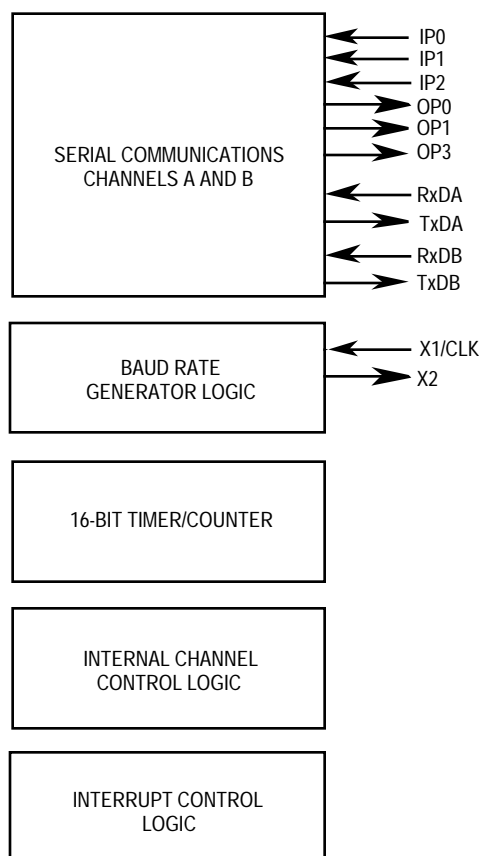 IP0
IP1
IP2
OP0
OP1
OP3
SERIAL COMMUNICATIONS
CHANNELS A AND B
RxDA
TxDA
RxDB
TxDB
X1/CLK
X2
BAUD RATE
GENERATOR LOGIC
16-BIT TIMER/COUNTER
INTERNAL CHANNEL
CONTROL LOGIC
INTERRUPT CONTROL
LOGIC